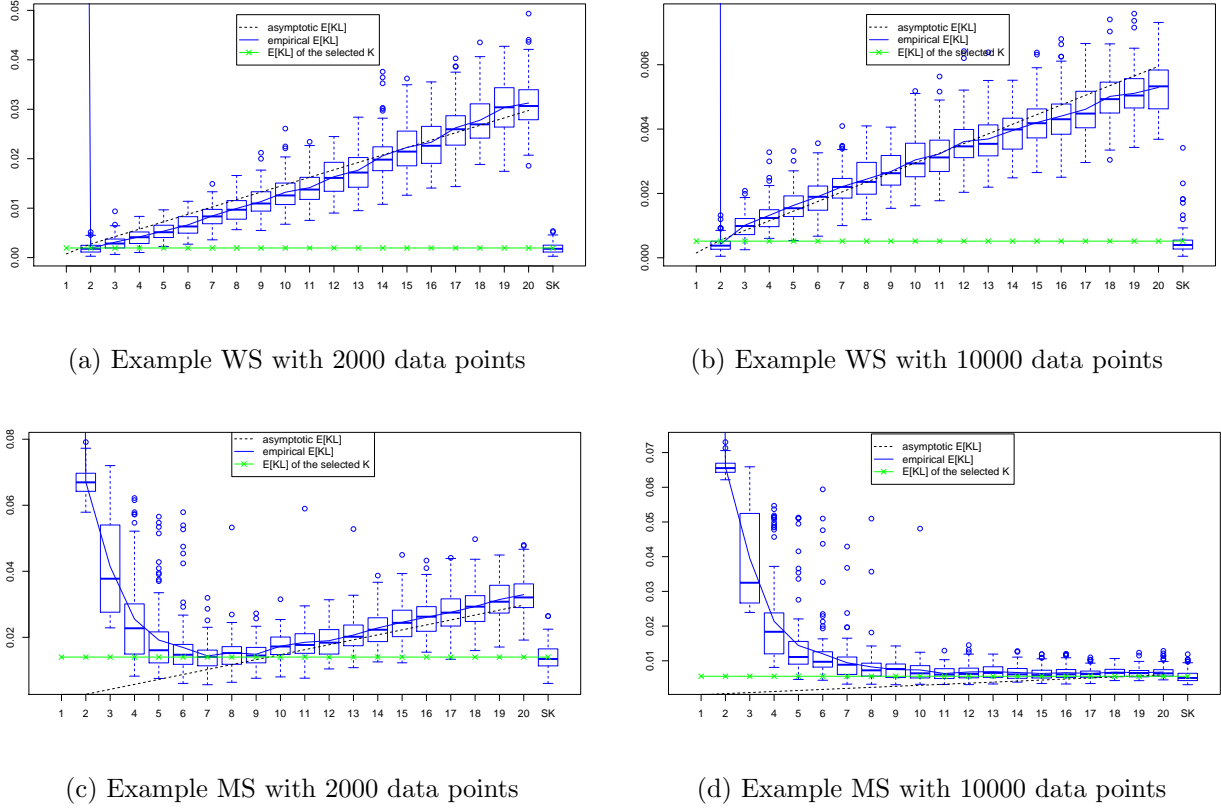 0.05
0.04
0.03
0.02
0.01
0.00
asymptotic E[KL]
empirical E[KL]
E[KL] of the selected K
1 2 3 4 5 6 7 8 9 10 11 12 13 14 15 16 17 18 19 20 SK
(a) Example WS with 2000 data points
0.006
0.004
0.002
0.000
asymptotic E[KL]
empirical E[KL]
E[KL] of the selected K
1 2 3 4 5 6 7 8 9 10 11 12 13 14 15 16 17 18 19 20 SK
(b) Example WS with 10000 data points
0.08
0.06
0.04
0.02
asymptotic E[KL]
empirical E[KL]
E[KL] of the selected K
1 2 3 4 5 6 7 8 9 10 11 12 13 14 15 16 17 18 19 20 SK
(c) Example MS with 2000 data points
0.07
0.06
0.05
0.04
0.03
0.02
0.01
asymptotic E[KL]
empirical E[KL]
E[KL] of the selected K
1 2 3 4 5 6 7 8 9 10 11 12 13 14 15 16 17 18 19 20 SK
(d) Example MS with 10000 data points